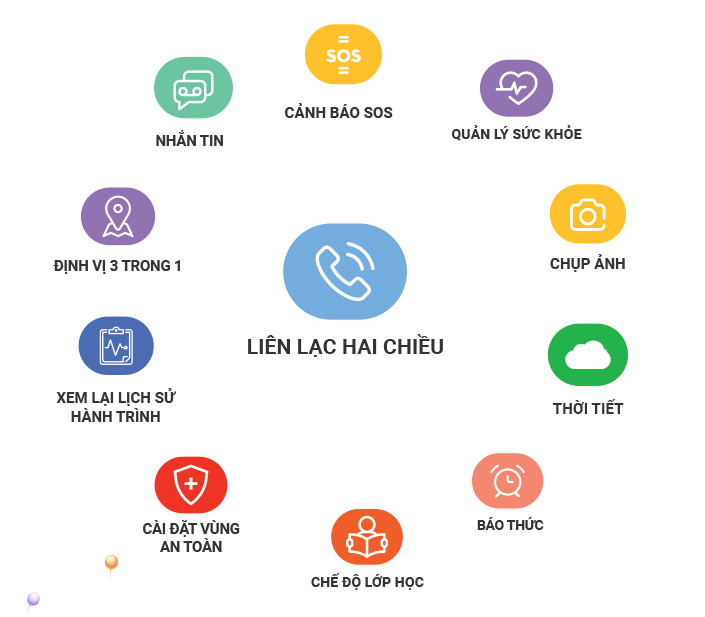 SOS
CẢNH BÁO SOS
NHẮN TIN
QUẢN LÝ SỨC KHỎE
ĐỊNH VỊ 3 TRONG 1
CHỤP ẢNH
LIÊN LẠC HAI CHIỀU
XEM LẠI LỊCH SỬ
HÀNH TRÌNH
THỜI TIẾT
CÀI ĐẶT VÙNG
AN TOÀN
BÁO THỨC
CHẾ ĐỘ LỚP HỌC